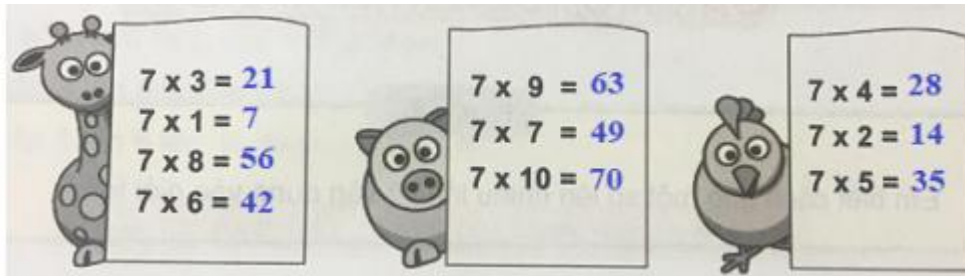 7 x 3 = 21
7 x 1 = 7
7 x 8 = 56
7 x 6 = 42
7 x 9 = 63
7 x 7 = 49
7 x 10 = 70
7 x 4 = 28
7 x 2 = 14
7 x 5 = 35